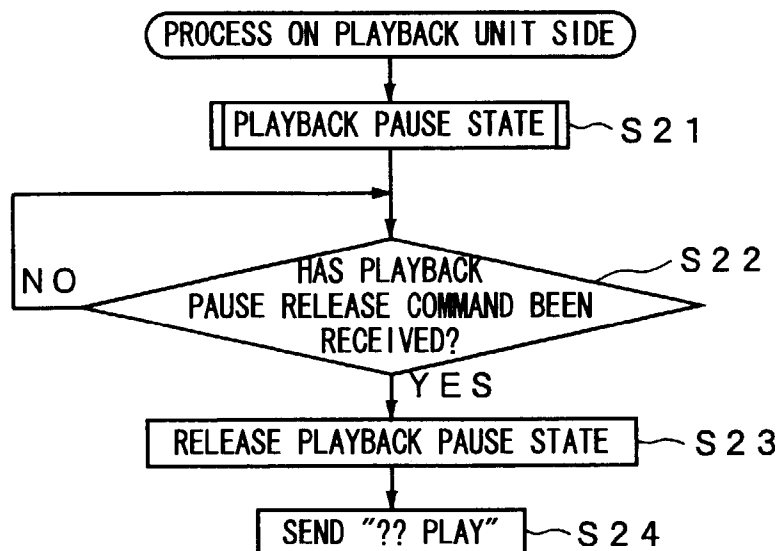 PROCESS ON PLAYBACK UNIT SIDE
PLAYBACK PAUSE STATE
S21
HAS PLAYBACK
PAUSE RELEASE COMMAND BEEN
RECEIVED?
S22
NO
YES
RELEASE PLAYBACK PAUSE STATE
S23
SEND "?? PLAY"
S24